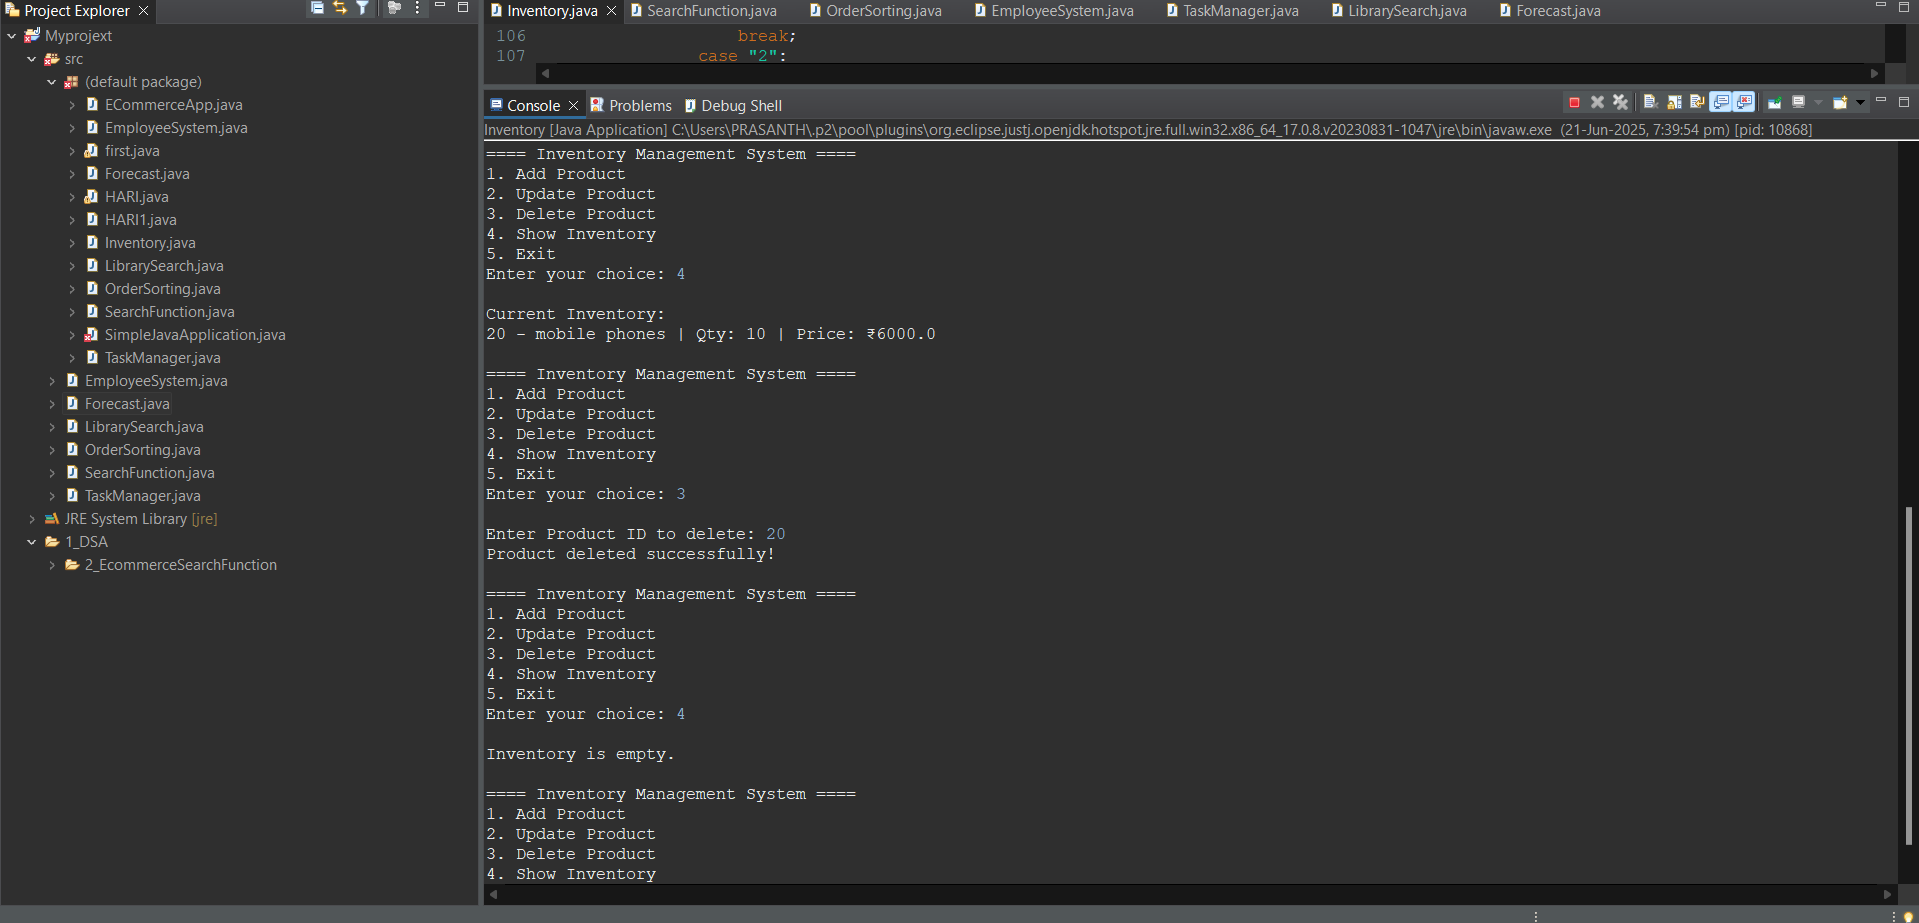 Project Explorer
Myprojext
src
(default package)
ECommerceApp.java
EmployeeSystem.java
first.java
Forecast.java
HARI.java
HARI1.java
Inventory.java
LibrarySearch.java
OrderSorting.java
SearchFunction.java
SimpleJavaApplication.java
TaskManager.java
EmployeeSystem.java
Forecast.java
LibrarySearch.java
OrderSorting.java
SearchFunction.java
TaskManager.java
JRE System Library [jre]
1_DSA
2_EcommerceSearchFunction
Inventory.java SearchFunction.java OrderSorting.java EmployeeSystem.java TaskManager.java LibrarySearch.java Forecast.java
106 break;
107 case "2":
Console Problems Debug Shell
Inventory [Java Application] C:\Users\PRASANTH\.p2\pool\plugins\org.eclipse.justj.openjdk.hotspot.jre.full.win32.x86_64_17.0.8.v20230831-1047\jre\bin\javaw.exe (21-Jun-2025, 7:39:54 pm) [pid: 10868]
==== Inventory Management System ====
1. Add Product
2. Update Product
3. Delete Product
4. Show Inventory
5. Exit
Enter your choice: 4
Current Inventory:
20 - mobile phones | Qty: 10 | Price: ₹6000.0
==== Inventory Management System ====
1. Add Product
2. Update Product
3. Delete Product
4. Show Inventory
5. Exit
Enter your choice: 3
Enter Product ID to delete: 20
Product deleted successfully!
==== Inventory Management System ====
1. Add Product
2. Update Product
3. Delete Product
4. Show Inventory
5. Exit
Enter your choice: 4
Inventory is empty.
==== Inventory Management System ====
1. Add Product
2. Update Product
3. Delete Product
4. Show Inventory